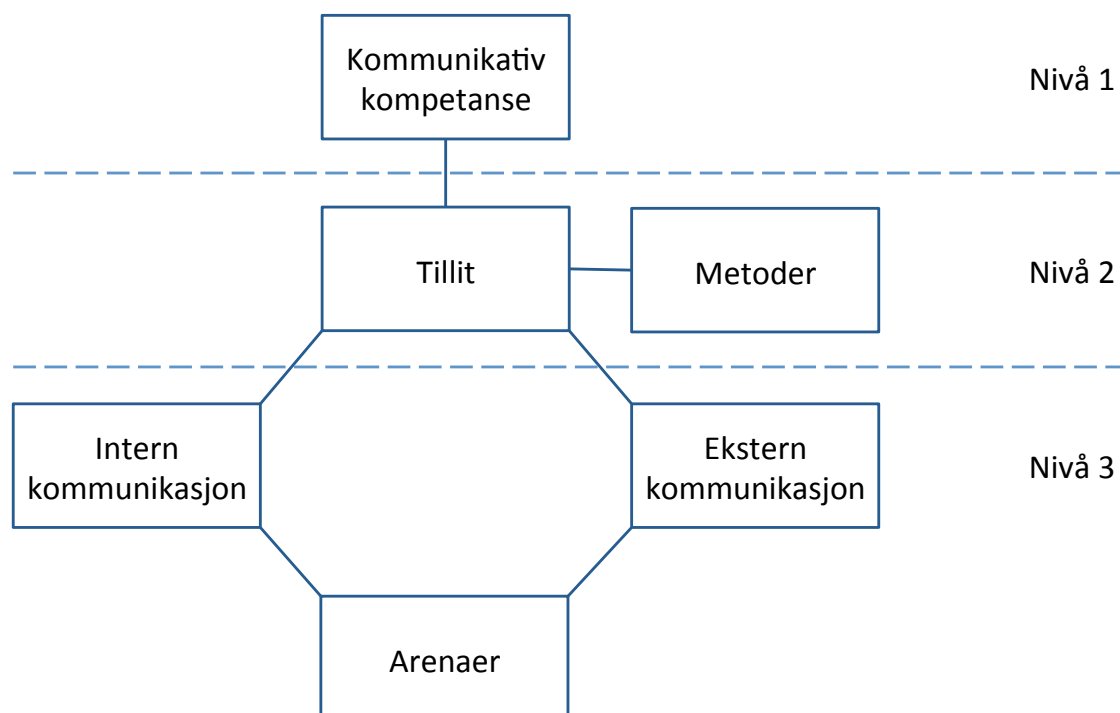 Kommunikativ
kompetanse
Nivå 1
Tillit
Metoder
Nivå 2
Intern
kommunikasjon
Ekstern
kommunikasjon
Nivå 3
Arenaer